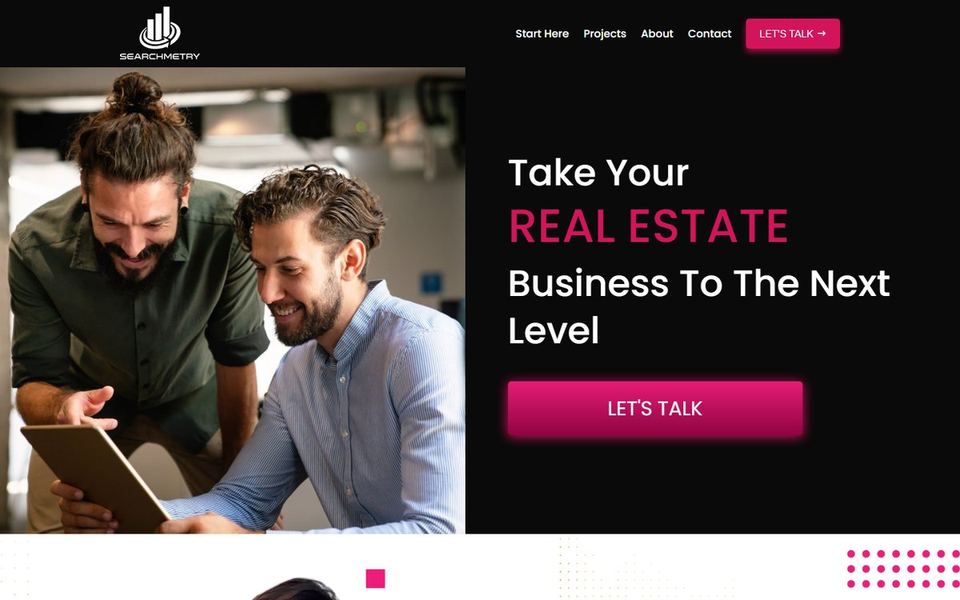 SEARCHMETRY
Start Here
Projects
About
Contact
LET'S TALK →
Take Your
REAL ESTATE
Business To The Next
Level
LET'S TALK